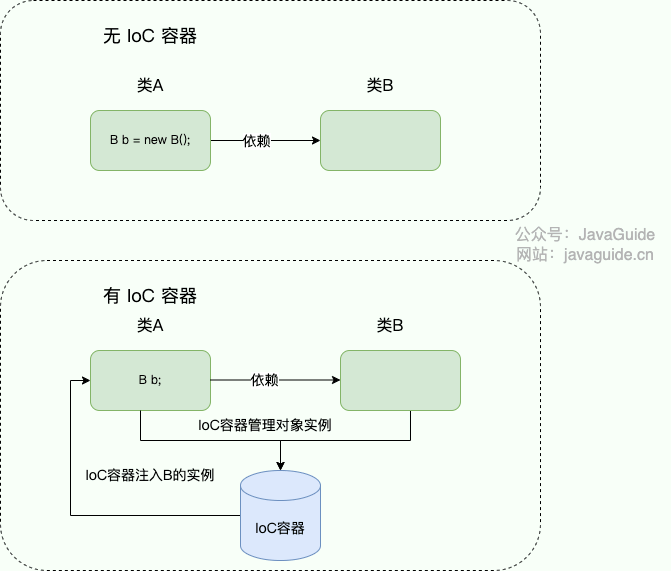 无 IoC 容器
类A
类B
B b = new B();
依赖
公众号：JavaGuide
网站：javaguide.cn
有 IoC 容器
类A
类B
B b;
依赖
IoC容器管理对象实例
IoC容器注入B的实例
IoC容器